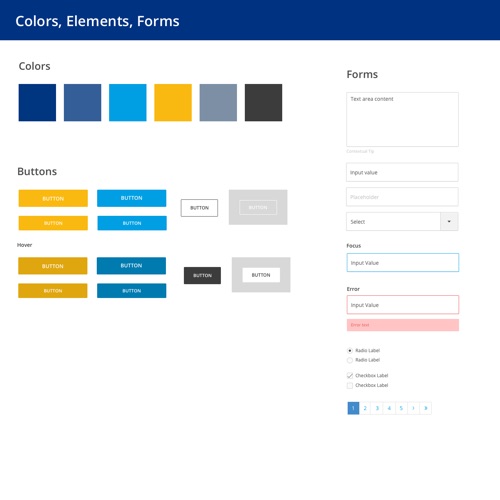 Colors, Elements, Forms
Colors
Buttons
BUTTON
BUTTON
BUTTON
BUTTON
BUTTON
BUTTON
Hover
BUTTON
BUTTON
BUTTON
BUTTON
BUTTON
BUTTON
Forms
Text area content
Input value
Placeholder
Select
Focus
Input Value
Error
Input Value
Error text
Radio Label
Radio Label
Checkbox Label
Checkbox Label
1 2 3 4 5 › »